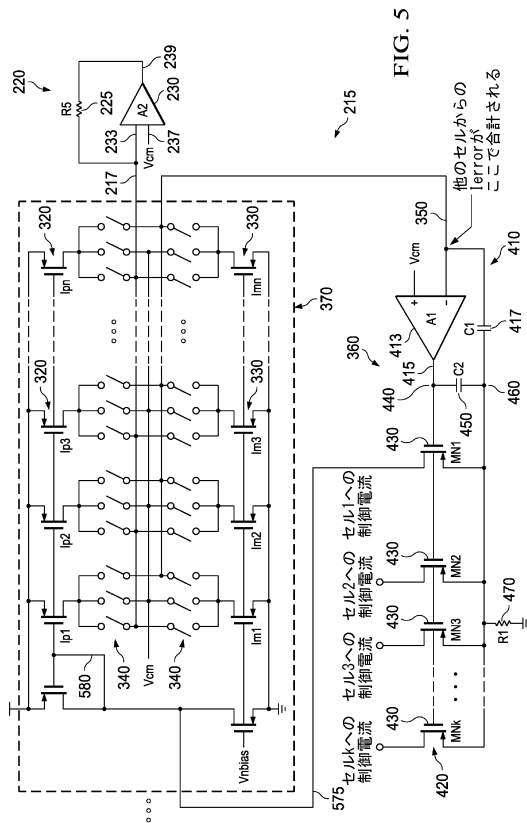 FIG. 5
220
R5
225
239
230
A2
233
237
Vcm
217
215
320
320
Ipn
Ip3
Ip2
Ip1
330
330
Imn
Im3
Im2
Im1
370
340
Vcm
340
580
Vnbias
575
350
他のセルからの
Ierrorが
ここで合計される
410
Vcm
+
−
A1
413
415
360
C1
417
440
C2
450
460
430
MN1
セル1への
制御電流
430
MN2
セル2への
制御電流
430
MN3
セル3への
制御電流
430
MNk
セルkへの
制御電流
420
R1
470